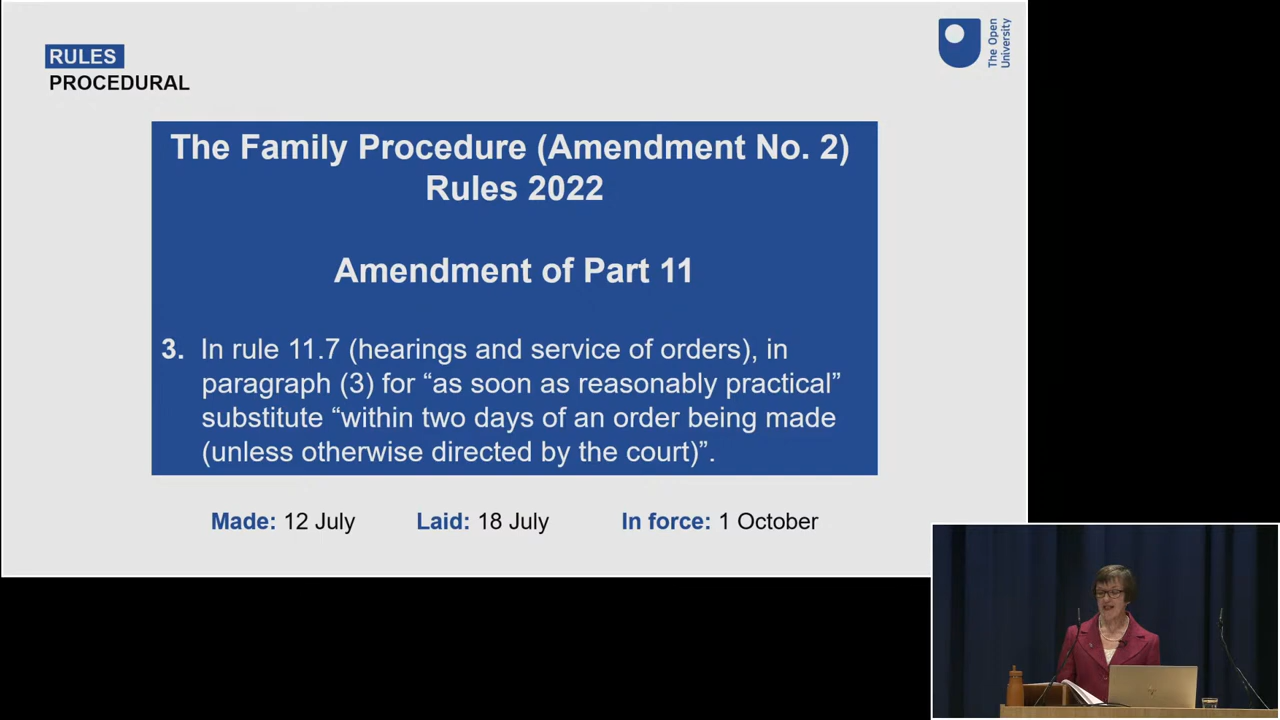 RULES
PROCEDURAL
The Open
University
The Family Procedure (Amendment No. 2)
Rules 2022
Amendment of Part 11
3. In rule 11.7 (hearings and service of orders), in
paragraph (3) for “as soon as reasonably practical”
substitute “within two days of an order being made
(unless otherwise directed by the court)”.
Made: 12 July Laid: 18 July In force: 1 October